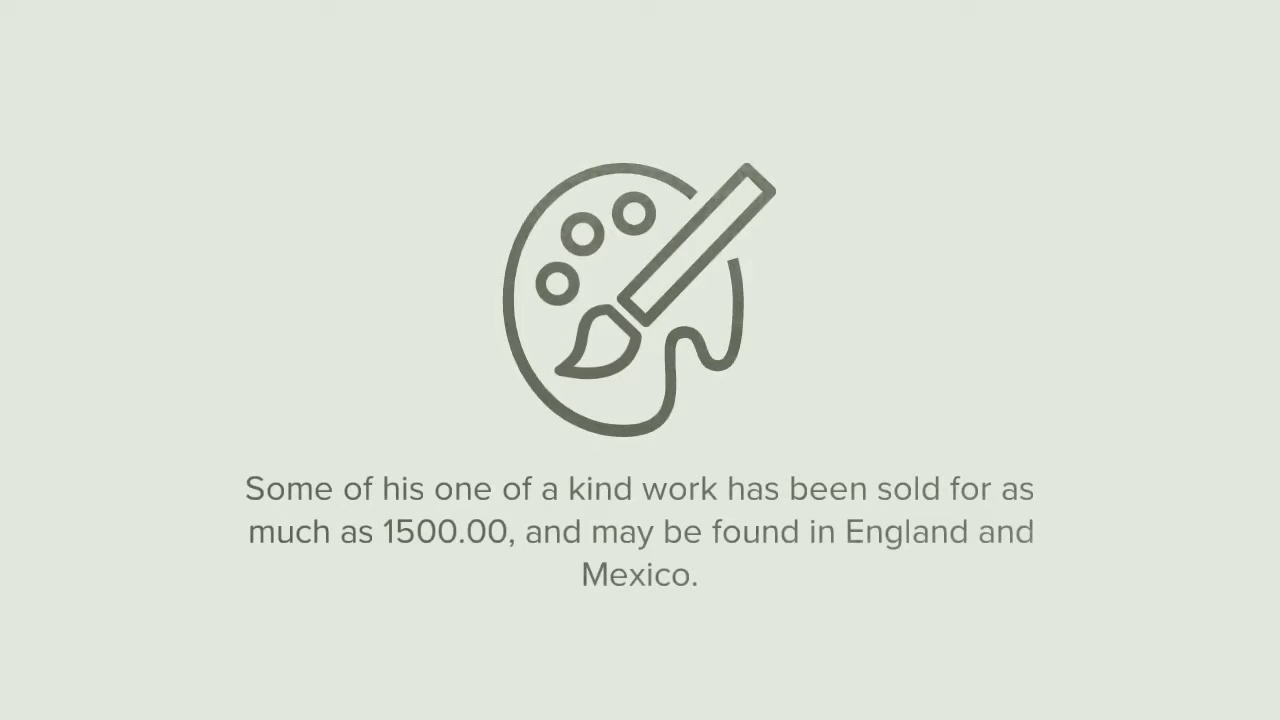 Some of his one of a kind work has been sold for as
much as 1500.00, and may be found in England and
Mexico.